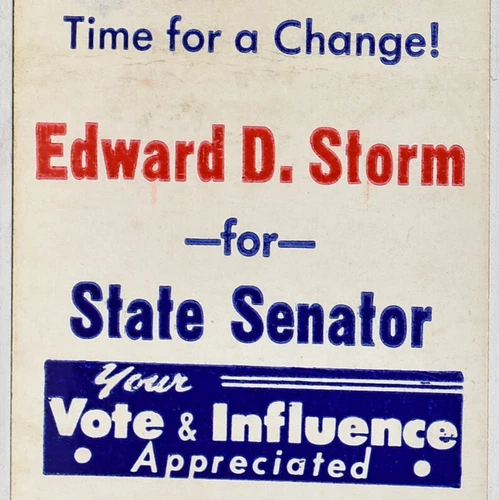 Time for a Change!
Edward D. Storm
—for—
State Senator
Your
Vote & Influence
• Appreciated •